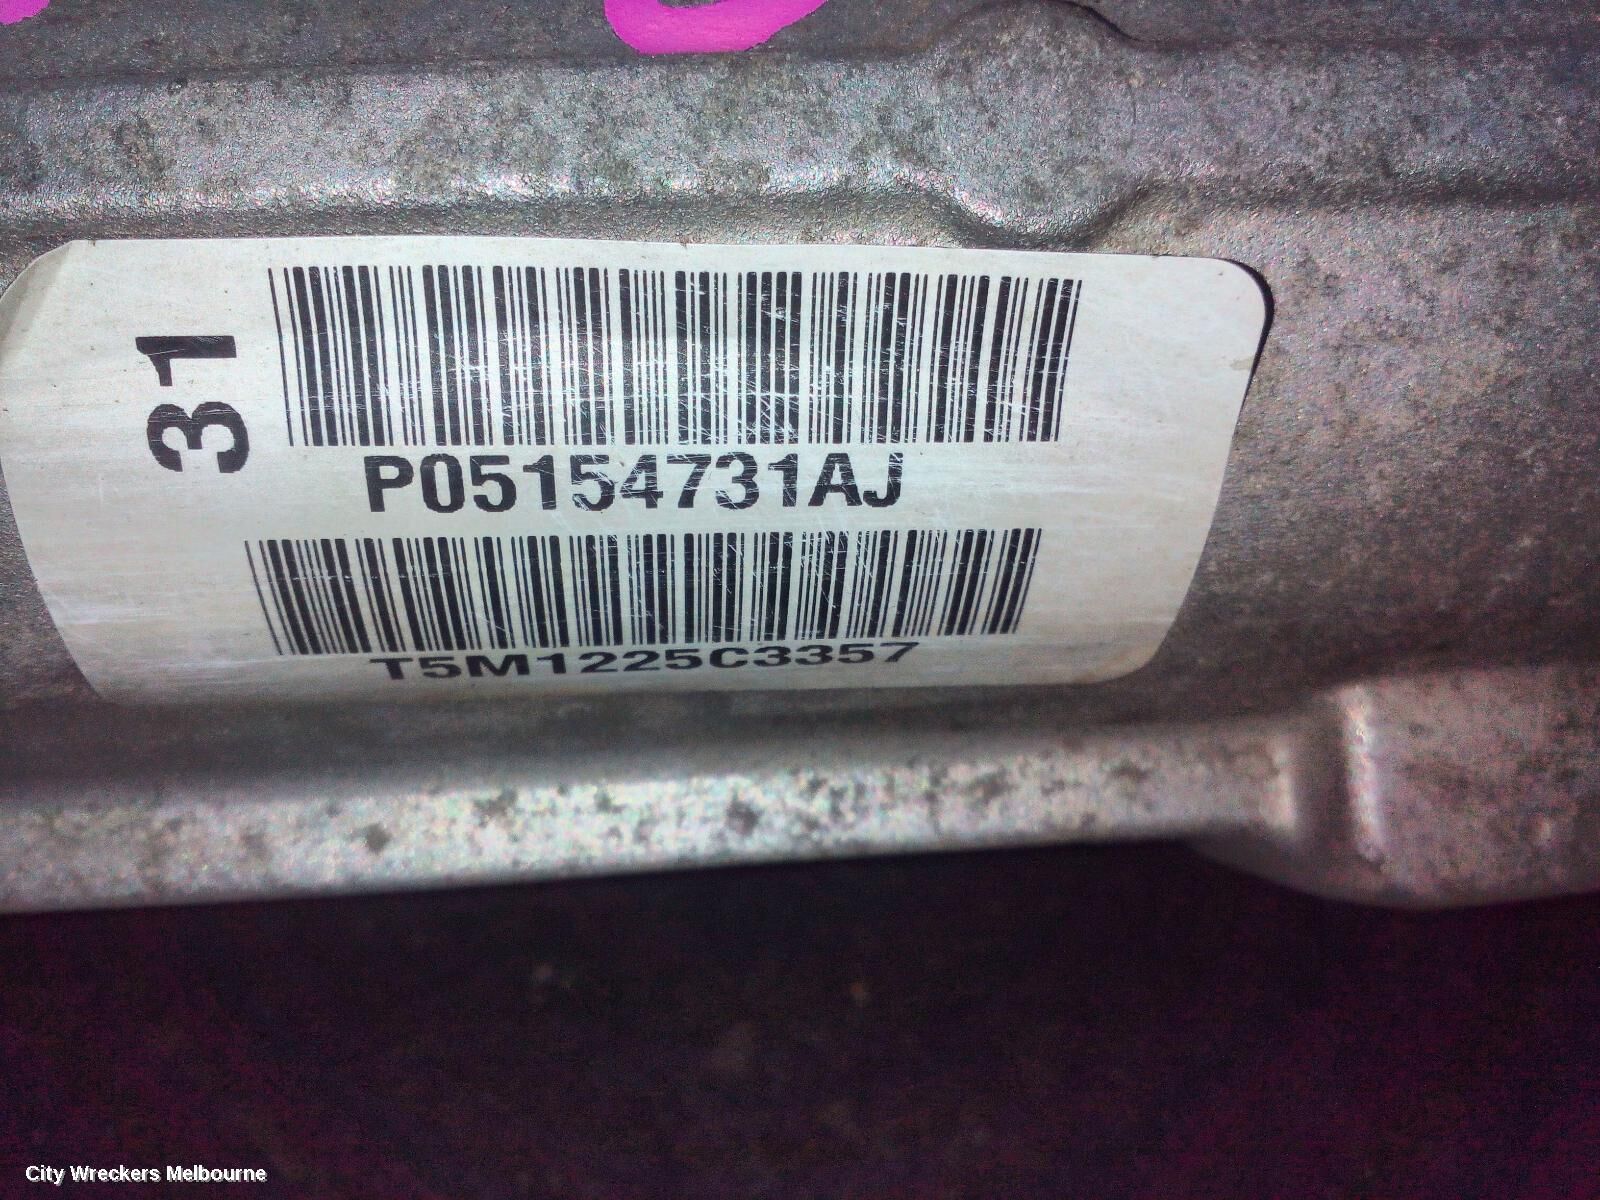 31
P05154731AJ
T5M1225C3357
City Wreckers Melbourne